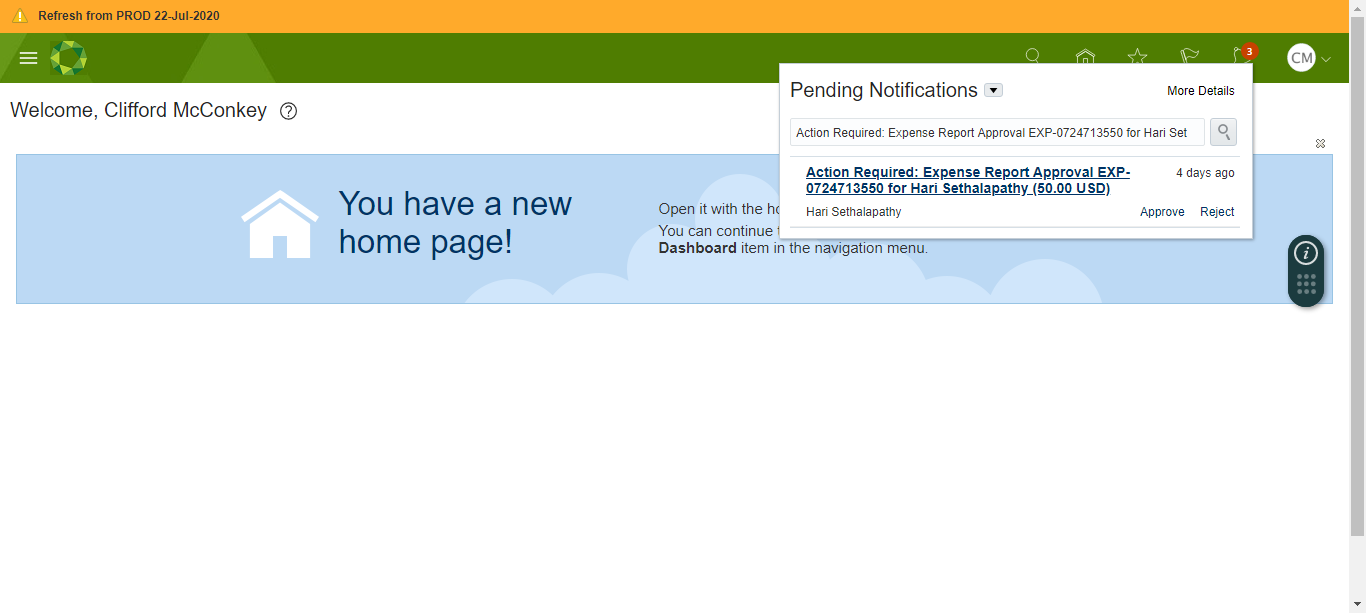 Refresh from PROD 22-Jul-2020
3
CM
Welcome, Clifford McConkey
Pending Notifications
More Details
Action Required: Expense Report Approval EXP-0724713550 for Hari Set
Action Required: Expense Report Approval EXP-
0724713550 for Hari Sethalapathy (50.00 USD)
4 days ago
Hari Sethalapathy
Approve
Reject
You have a new
home page!
Open it with the
You can continue
Dashboard item in the navigation menu.